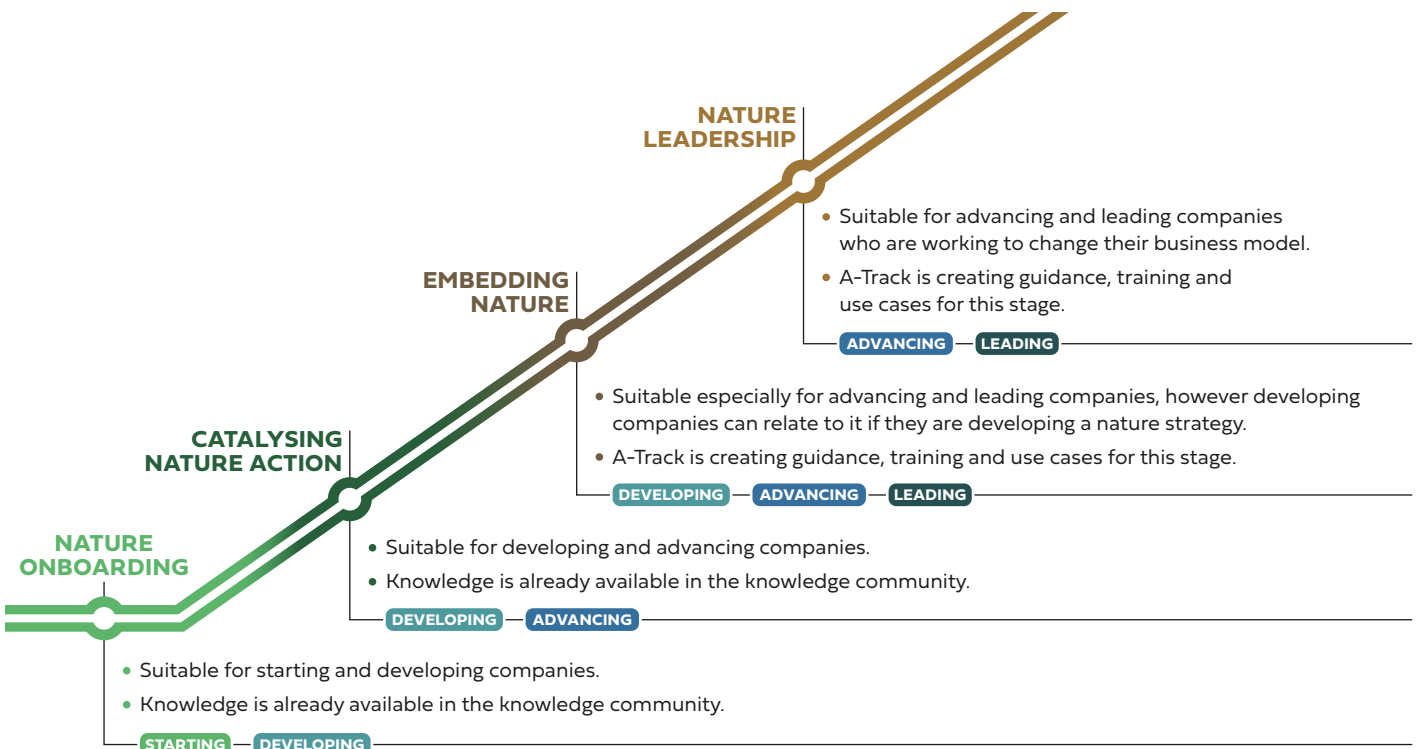 NATURE
LEADERSHIP
• Suitable for advancing and leading companies
who are working to change their business model.
• A-Track is creating guidance, training and
use cases for this stage.
ADVANCING
LEADING
EMBEDDING
NATURE
• Suitable especially for advancing and leading companies, however developing
companies can relate to it if they are developing a nature strategy.
• A-Track is creating guidance, training and use cases for this stage.
DEVELOPING
ADVANCING
LEADING
CATALYSING
NATURE ACTION
• Suitable for developing and advancing companies.
• Knowledge is already available in the knowledge community.
DEVELOPING
ADVANCING
NATURE
ONBOARDING
• Suitable for starting and developing companies.
• Knowledge is already available in the knowledge community.
STARTING
DEVELOPING